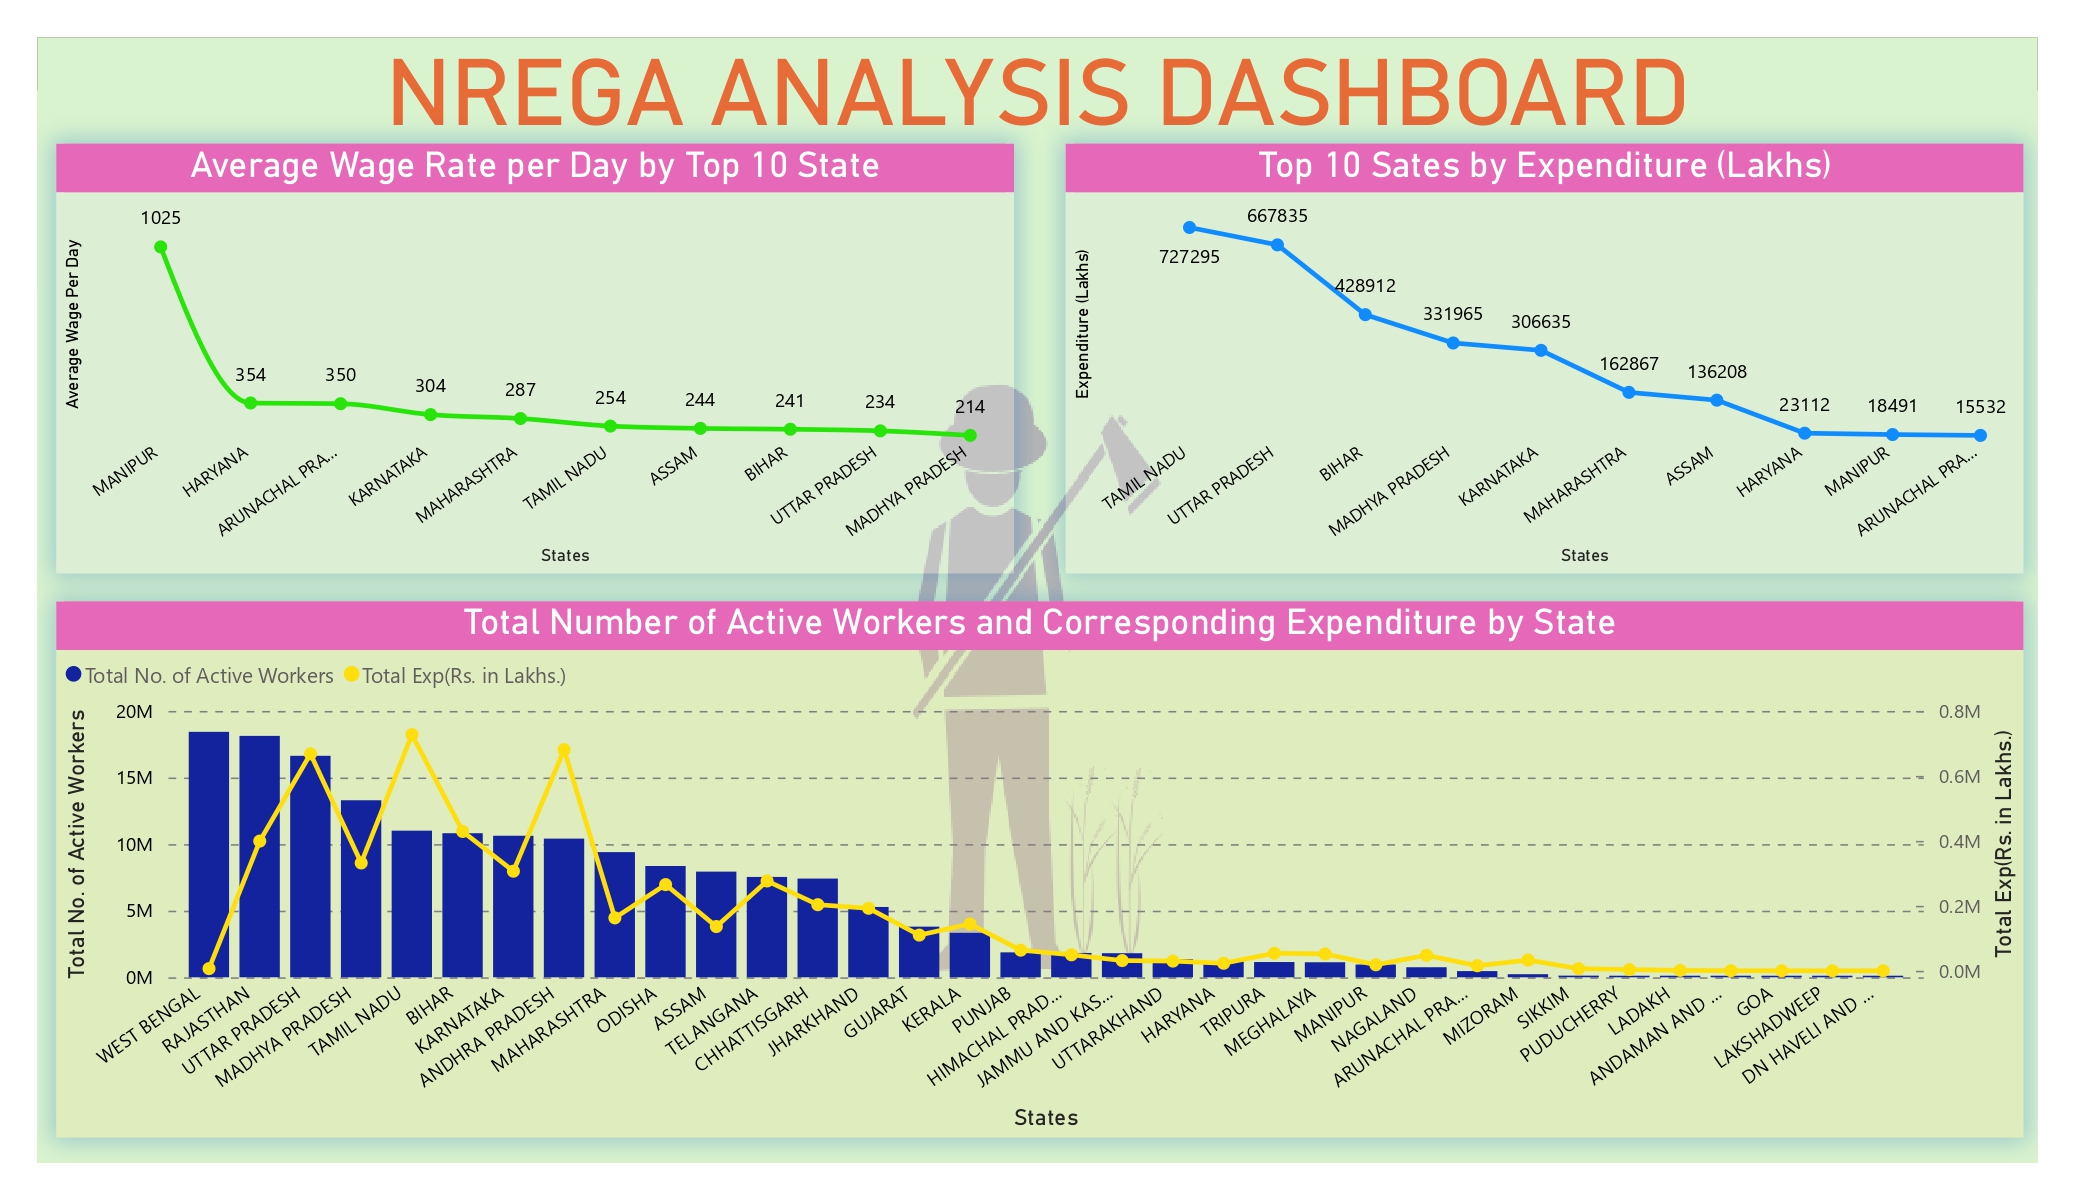 NREGA ANALYSIS DASHBOARD
Average Wage Rate per Day by Top 10 State
Average Wage Per Day
1025
354
350
304
287
254
244
241
234
214
MANIPUR
HARYANA
ARUNACHAL PRA...
KARNATAKA
MAHARASHTRA
TAMIL NADU
ASSAM
BIHAR
UTTAR PRADESH
MADHYA PRADESH
States
Top 10 Sates by Expenditure (Lakhs)
Expenditure (Lakhs)
727295
667835
428912
331965
306635
162867
136208
23112
18491
15532
TAMIL NADU
UTTAR PRADESH
BIHAR
MADHYA PRADESH
KARNATAKA
MAHARASHTRA
ASSAM
HARYANA
MANIPUR
ARUNACHAL PRA...
States
Total Number of Active Workers and Corresponding Expenditure by State
Total No. of Active Workers
Total Exp(Rs. in Lakhs.)
Total No. of Active Workers
20M
15M
10M
5M
0M
0.8M
0.6M
0.4M
0.2M
0.0M
Total Exp(Rs. in Lakhs.)
WEST BENGAL
RAJASTHAN
UTTAR PRADESH
MADHYA PRADESH
TAMIL NADU
BIHAR
KARNATAKA
ANDHRA PRADESH
MAHARASHTRA
ODISHA
ASSAM
TELANGANA
CHHATTISGARH
JHARKHAND
GUJARAT
KERALA
PUNJAB
HIMACHAL PRAD...
JAMMU AND KAS...
UTTARAKHAND
HARYANA
TRIPURA
MEGHALAYA
MANIPUR
NAGALAND
ARUNACHAL PRA...
MIZORAM
SIKKIM
PUDUCHERRY
LADAKH
ANDAMAN AND ...
GOA
LAKSHADWEEP
DN HAVELI AND ...
States